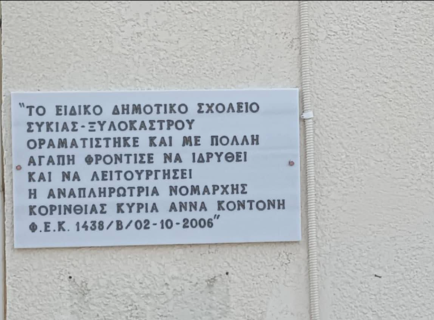 "ΤΟ ΕΙΔΙΚΟ ΔΗΜΟΤΙΚΟ ΣΧΟΛΕΙΟ
ΣΥΚΙΑΣ-ΞΥΛΟΚΑΣΤΡΟΥ
ΟΡΑΜΑΤΙΣΤΗΚΕ ΚΑΙ ΜΕ ΠΟΛΛΗ
ΑΓΑΠΗ ΦΡΟΝΤΙΣΕ ΝΑ ΙΔΡΥΘΕΙ
ΚΑΙ ΝΑ ΛΕΙΤΟΥΡΓΗΣΕΙ
Η ΑΝΑΠΛΗΡΩΤΡΙΑ ΝΟΜΑΡΧΗΣ
ΚΟΡΙΝΘΙΑΣ ΚΥΡΙΑ ΑΝΝΑ ΚΟΝΤΟΝΗ
Φ.Ε.Κ. 1438/Β/02-10-2006"